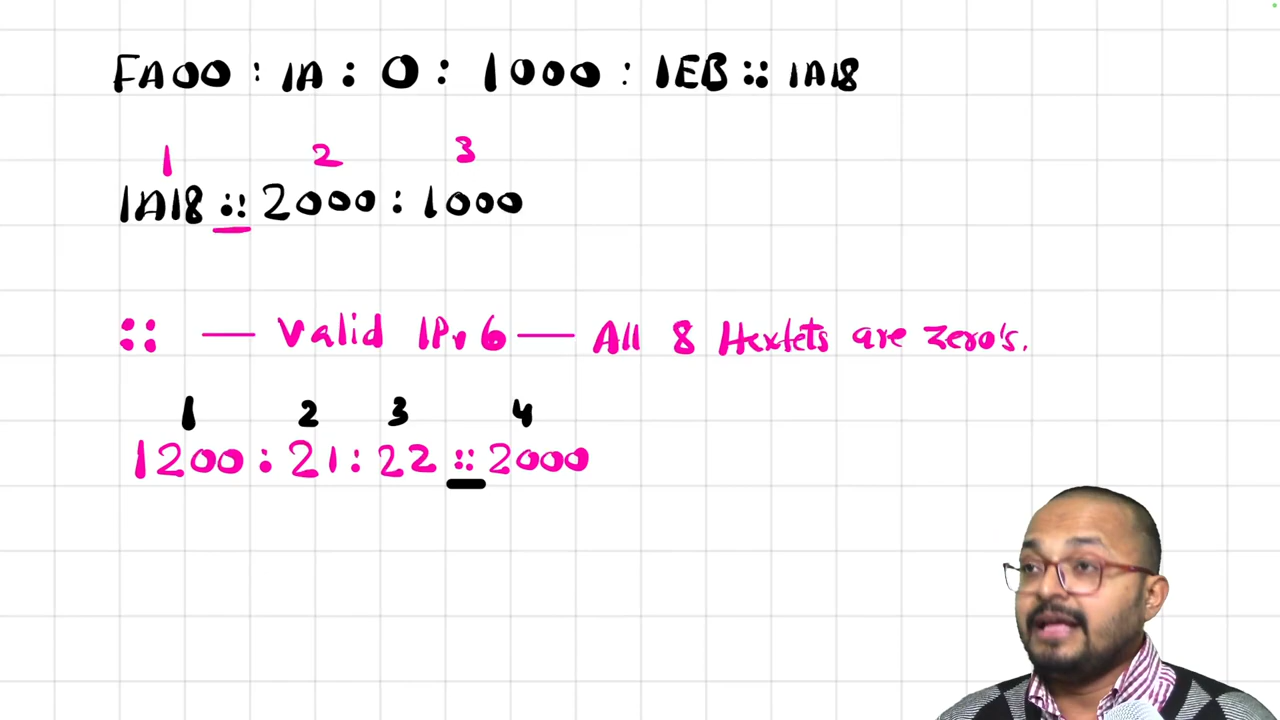 FA00 : 1A : 0 : 1000 : 1EB :: 1A18
1 2 3
1A18 :: 2000 : 1000
:: — Valid IPv6 — All 8 Hextets are zero's.
1 2 3 4
1200 : 21 : 22 :: 2000